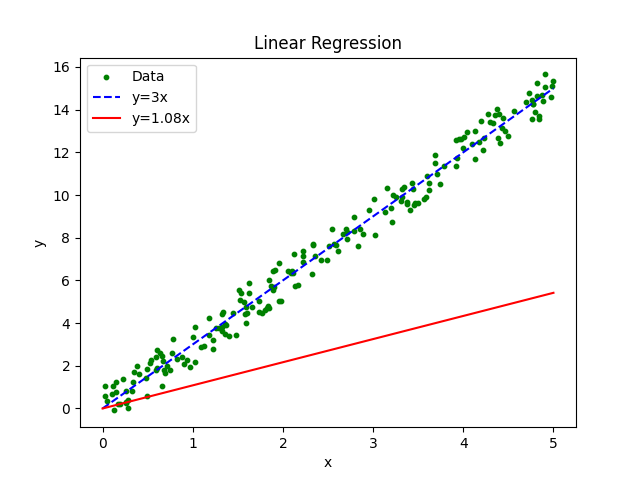 Linear Regression
Data
y=3x
y=1.08x
16
14
12
10
8
6
4
2
0
y
0 1 2 3 4 5
x